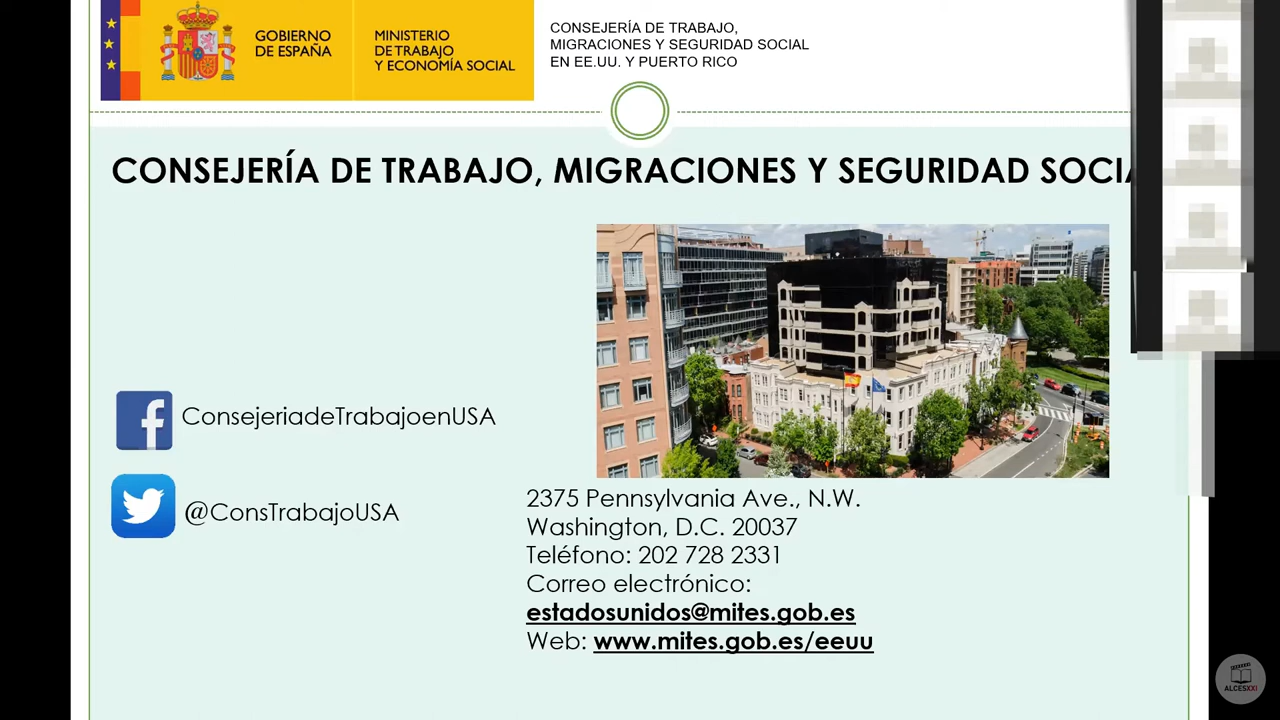 GOBIERNO
DE ESPAÑA
MINISTERIO
DE TRABAJO
Y ECONOMÍA SOCIAL
CONSEJERÍA DE TRABAJO,
MIGRACIONES Y SEGURIDAD SOCIAL
EN EE.UU. Y PUERTO RICO
CONSEJERÍA DE TRABAJO, MIGRACIONES Y SEGURIDAD SOCIA
ConsejeriadeTrabajoenUSA
@ConsTrabajoUSA
2375 Pennsylvania Ave., N.W.
Washington, D.C. 20037
Teléfono: 202 728 2331
Correo electrónico:
estadosunidos@mites.gob.es
Web: www.mites.gob.es/eeuu
ALCESXXI